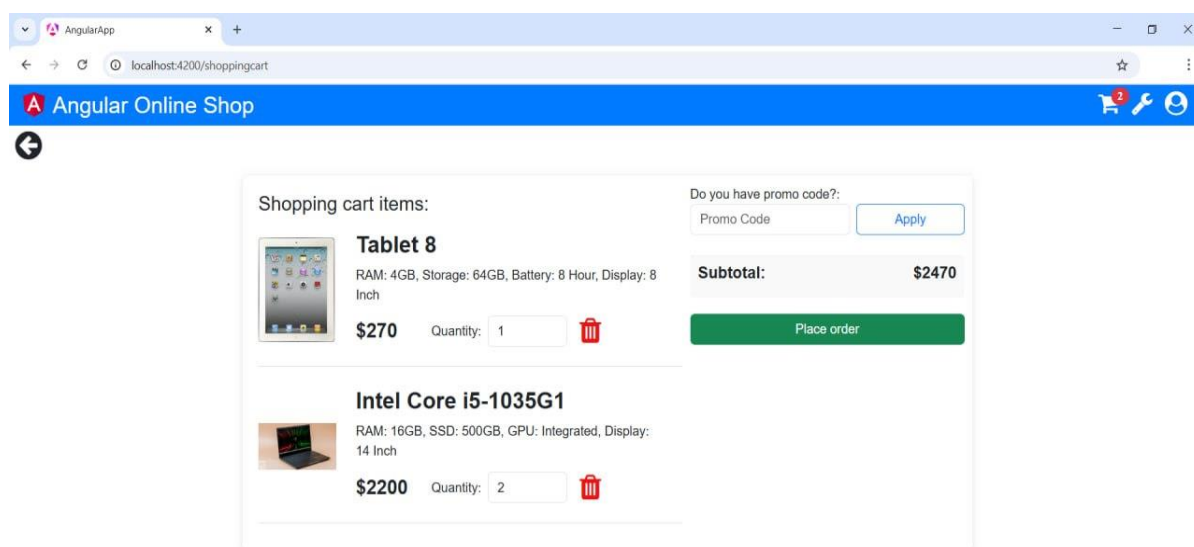 AngularApp
localhost:4200/shoppingcart
Angular Online Shop
2
Shopping cart items:
Tablet 8
RAM: 4GB, Storage: 64GB, Battery: 8 Hour, Display: 8
Inch
$270 Quantity: 1
Intel Core i5-1035G1
RAM: 16GB, SSD: 500GB, GPU: Integrated, Display:
14 Inch
$2200 Quantity: 2
Do you have promo code?:
Promo Code Apply
Subtotal: $2470
Place order